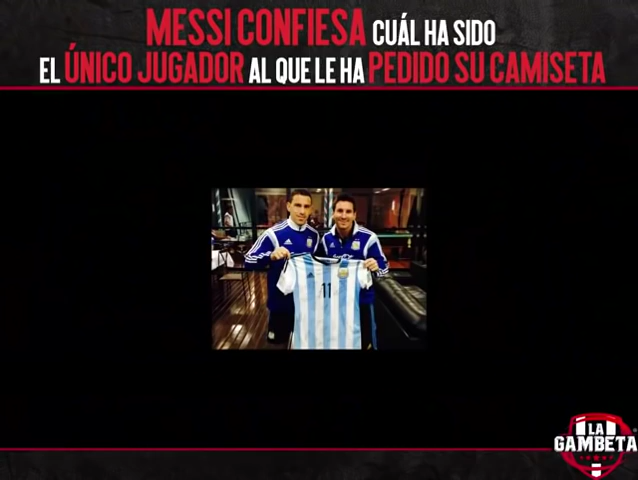 MESSI CONFIESA CUÁL HA SIDO
EL ÚNICO JUGADOR AL QUE LE HA PEDIDO SU CAMISETA
11
LA
GAMBETA